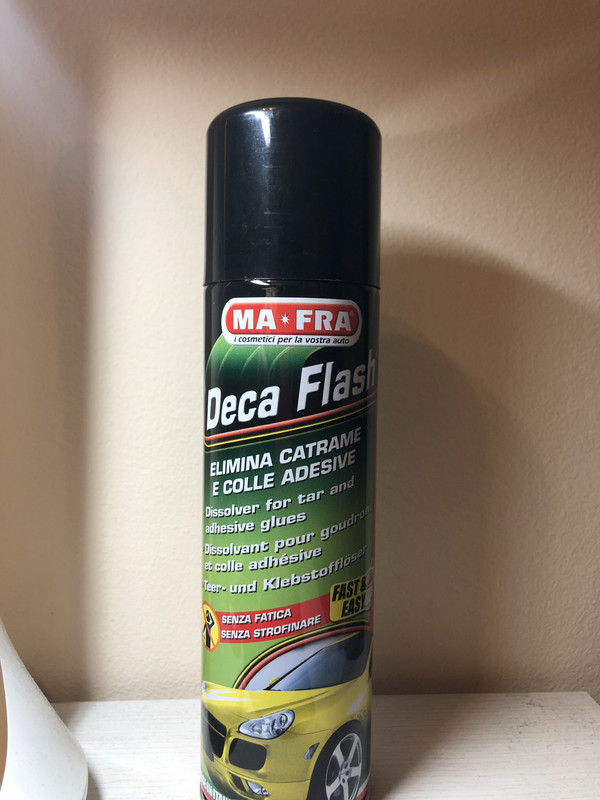 MA FRA
i cosmetici per la vostra auto
Deca Flash
ELIMINA CATRAME
E COLLE ADESIVE
Dissolver for tar and
adhesive glues
Dissolvant pour goudron
et colle adhésive
Teer- und Klebstofflöser
FAST &
EASY
SENZA FATICA
SENZA STROFINARE